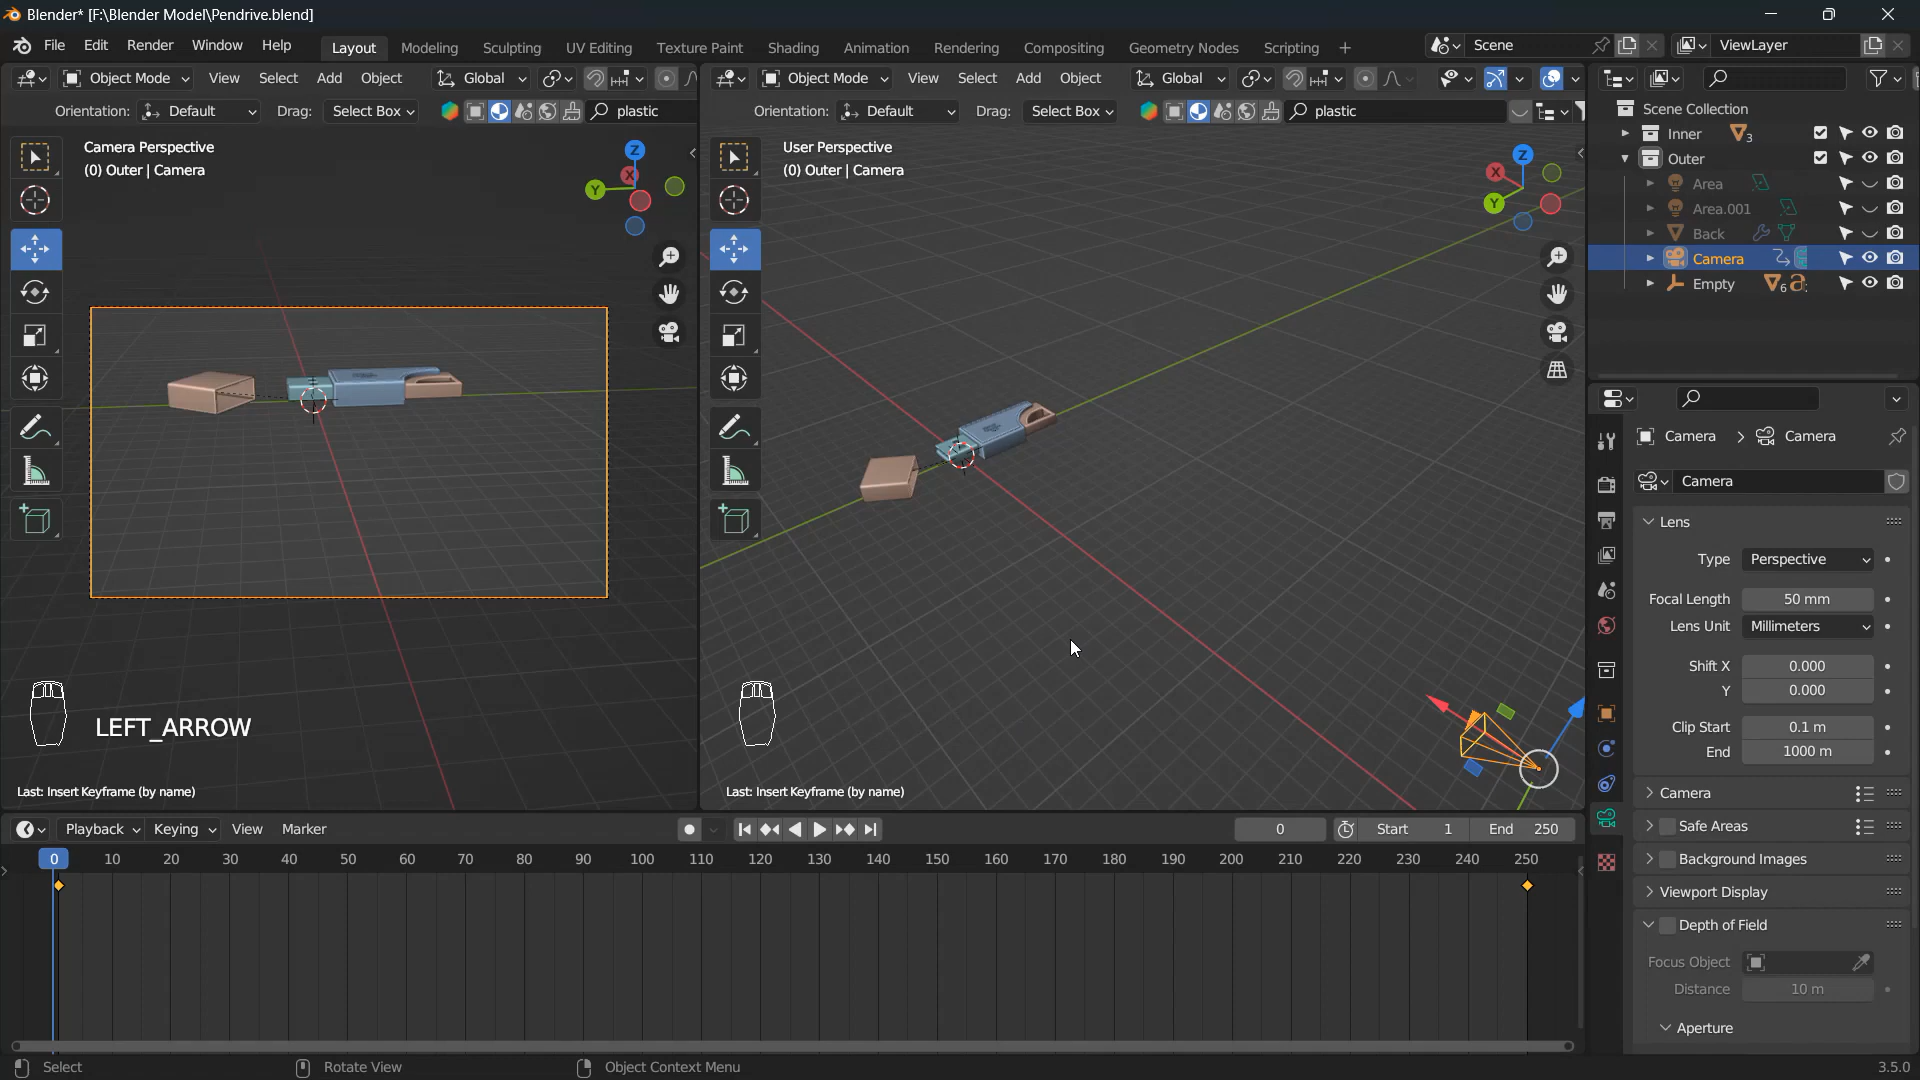 Blender* [F:\Blender Model\Pendrive.blend]
File Edit Render Window Help Layout Modeling Sculpting UV Editing Texture Paint Shading Animation Rendering Compositing Geometry Nodes Scripting + Scene ViewLayer
Object Mode View Select Add Object Global
Object Mode View Select Add Object Global
Orientation: Default Drag: Select Box plastic
Orientation: Default Drag: Select Box plastic
Camera Perspective
(0) Outer | Camera
Z
X
Y
User Perspective
(0) Outer | Camera
Z
X
Y
LEFT_ARROW
Last: Insert Keyframe (by name)
Last: Insert Keyframe (by name)
Scene Collection
Inner 3
Outer
Area
Area.001
Back
Camera
Empty 6
Camera > Camera
Camera
Lens
Type Perspective
Focal Length 50 mm
Lens Unit Millimeters
Shift X 0.000
Y 0.000
Clip Start 0.1 m
End 1000 m
Camera
Safe Areas
Background Images
Viewport Display
Depth of Field
Focus Object
Distance 10 m
Aperture
Playback Keying View Marker 0 Start 1 End 250
0 10 20 30 40 50 60 70 80 90 100 110 120 130 140 150 160 170 180 190 200 210 220 230 240 250
Select Rotate View Object Context Menu 3.5.0